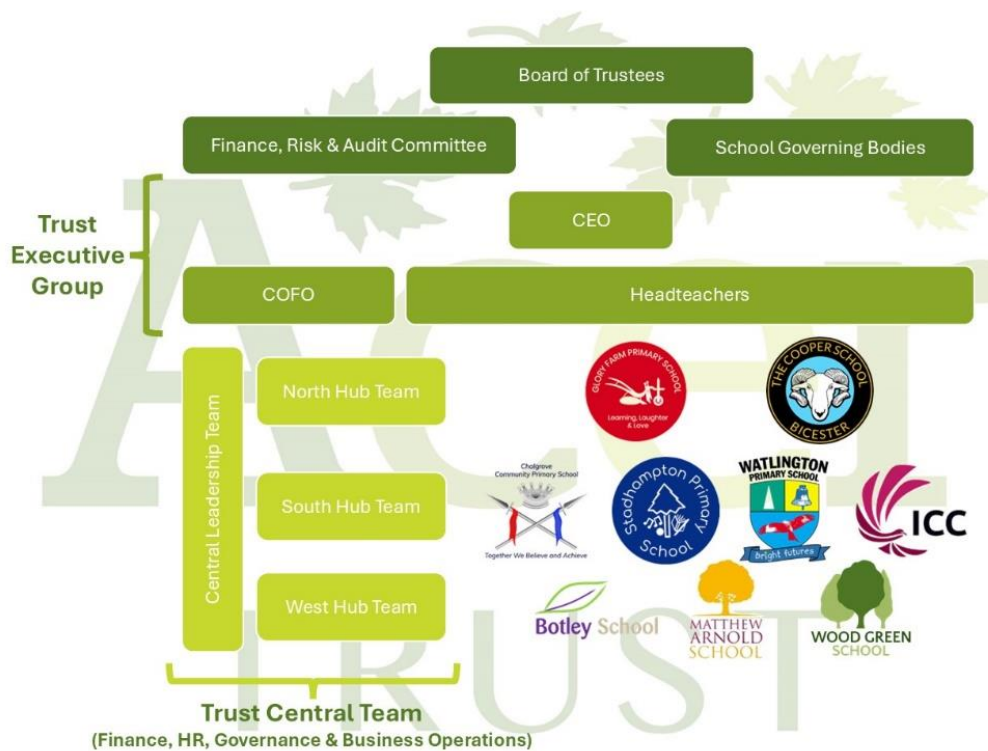 Board of Trustees
Finance, Risk & Audit Committee
School Governing Bodies
Trust
Executive
Group
CEO
COFO
Headteachers
Central Leadership Team
North Hub Team
GLORY FARM PRIMARY SCHOOL
Learning, Laughter
& Love
THE COOPER SCHOOL
BICESTER
South Hub Team
Chalgrove
Community Primary School
Together We Believe and Achieve
Stadhampton Primary
School
WATLINGTON
PRIMARY SCHOOL
Bright futures
ICC
West Hub Team
Botley School
MATTHEW
ARNOLD
SCHOOL
WOOD GREEN
SCHOOL
Acer
TRUST
Trust Central Team
(Finance, HR, Governance & Business Operations)